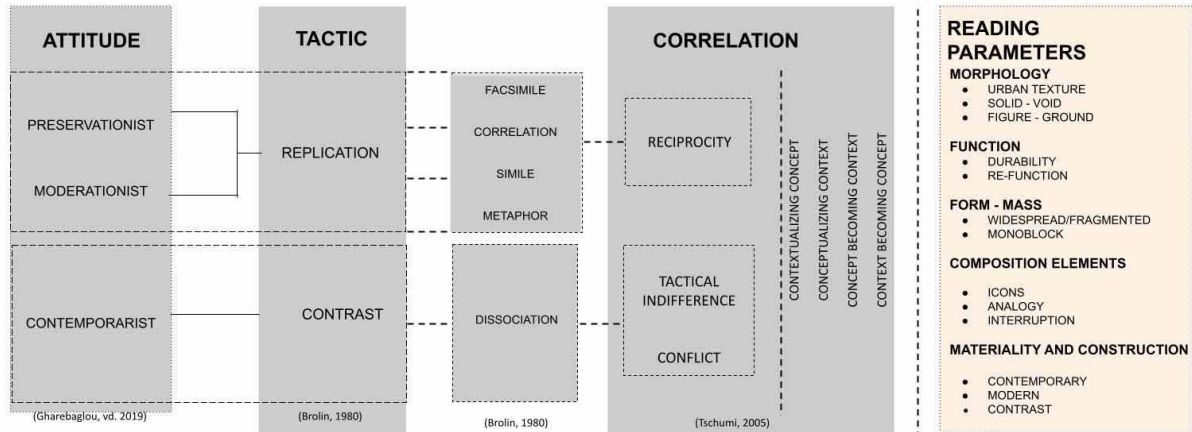 ATTITUDE
PRESERVATIONIST
MODERATIONIST
CONTEMPORARIST
(Gharebaglou, vd. 2019)
TACTIC
REPLICATION
CONTRAST
(Brolin, 1980)
FACSIMILE
CORRELATION
SIMILE
METAPHOR
DISSOCIATION
(Brolin, 1980)
CORRELATION
RECIPROCITY
TACTICAL
INDIFFERENCE
CONFLICT
(Tschumi, 2005)
CONTEXTUALIZING CONCEPT
CONCEPTUALIZING CONTEXT
CONCEPT BECOMING CONTEXT
CONTEXT BECOMING CONCEPT
READING
PARAMETERS
MORPHOLOGY
● URBAN TEXTURE
● SOLID - VOID
● FIGURE - GROUND
FUNCTION
● DURABILITY
● RE-FUNCTION
FORM - MASS
● WIDESPREAD/FRAGMENTED
● MONOBLOCK
COMPOSITION ELEMENTS
● ICONS
● ANALOGY
● INTERRUPTION
MATERIALITY AND CONSTRUCTION
● CONTEMPORARY
● MODERN
● CONTRAST